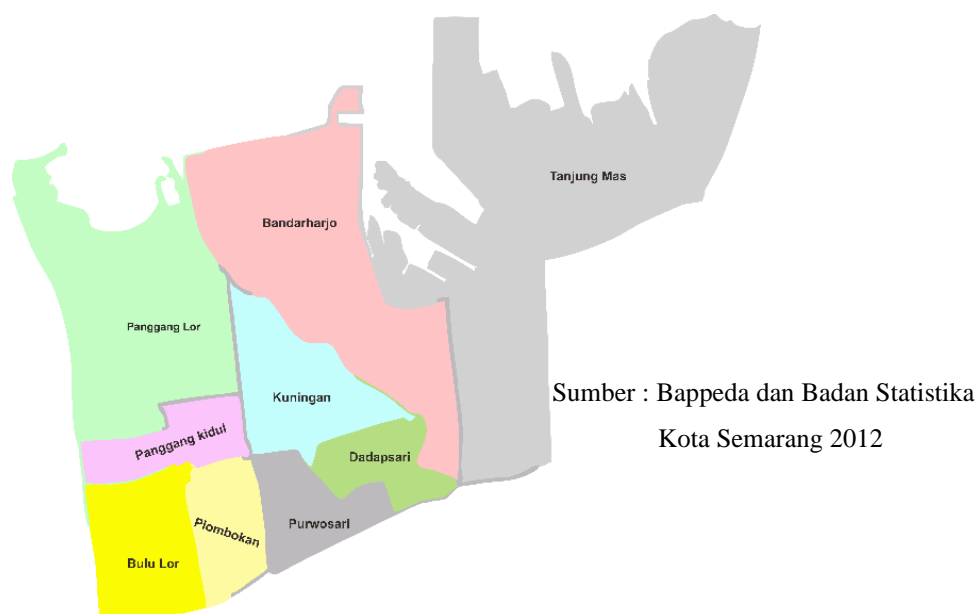 Tanjung Mas
Bandarharjo
Panggang Lor
Kuningan
Sumber : Bappeda dan Badan Statistika
Kota Semarang 2012
Panggang kidul
Dadapsari
Purwosari
Piombokan
Bulu Lor